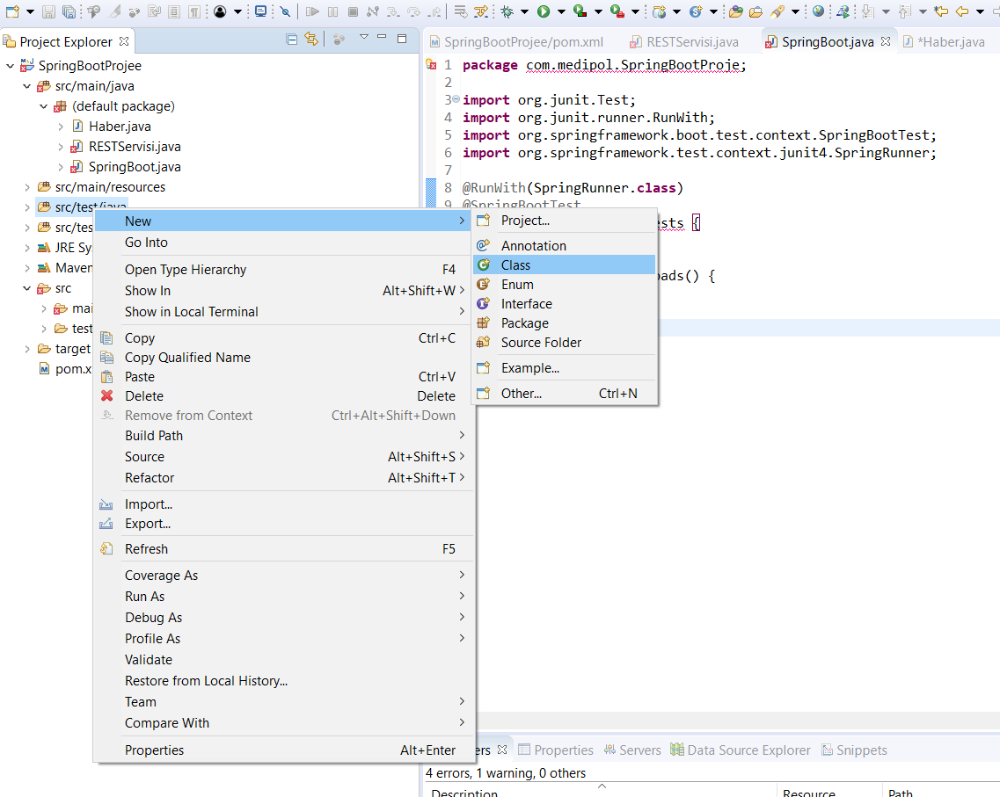 Project Explorer
SpringBootProjee
src/main/java
(default package)
Haber.java
RESTServisi.java
SpringBoot.java
src/main/resources
src/test/java
src/tes
JRE Sy
Maven
src
mai
test
target
pom.x
New
Go Into
Open Type Hierarchy F4
Show In Alt+Shift+W
Show in Local Terminal
Copy Ctrl+C
Copy Qualified Name
Paste Ctrl+V
Delete Delete
Remove from Context Ctrl+Alt+Shift+Down
Build Path
Source Alt+Shift+S
Refactor Alt+Shift+T
Import...
Export...
Refresh F5
Coverage As
Run As
Debug As
Profile As
Validate
Restore from Local History...
Team
Compare With
Properties Alt+Enter
Project...
Annotation
Class
Enum
Interface
Package
Source Folder
Example...
Other... Ctrl+N
SpringBootProjee/pom.xml RESTServisi.java SpringBoot.java *Haber.java
1 package com.medipol.SpringBootProje;
2
3 import org.junit.Test;
4 import org.junit.runner.RunWith;
5 import org.springframework.boot.test.context.SpringBootTest;
6 import org.springframework.test.context.junit4.SpringRunner;
7
8 @RunWith(SpringRunner.class)
9 @SpringBootTest
ests {
oads() {
ers Properties Servers Data Source Explorer Snippets
4 errors, 1 warning, 0 others
Description Resource Path